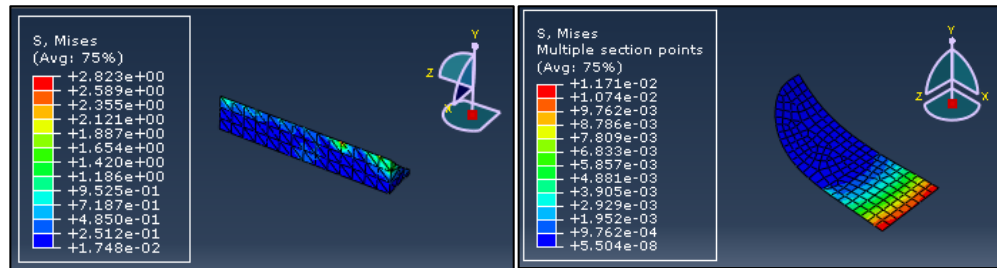 S, Mises
(Avg: 75%)
+2.823e+00
+2.589e+00
+2.355e+00
+2.121e+00
+1.887e+00
+1.654e+00
+1.420e+00
+1.186e+00
+9.525e-01
+7.187e-01
+4.850e-01
+2.512e-01
+1.748e-02
Y
Z
X
S, Mises
Multiple section points
(Avg: 75%)
+1.171e-02
+1.074e-02
+9.762e-03
+8.786e-03
+7.809e-03
+6.833e-03
+5.857e-03
+4.881e-03
+3.905e-03
+2.929e-03
+1.952e-03
+9.762e-04
+5.504e-08
Y
Z
X